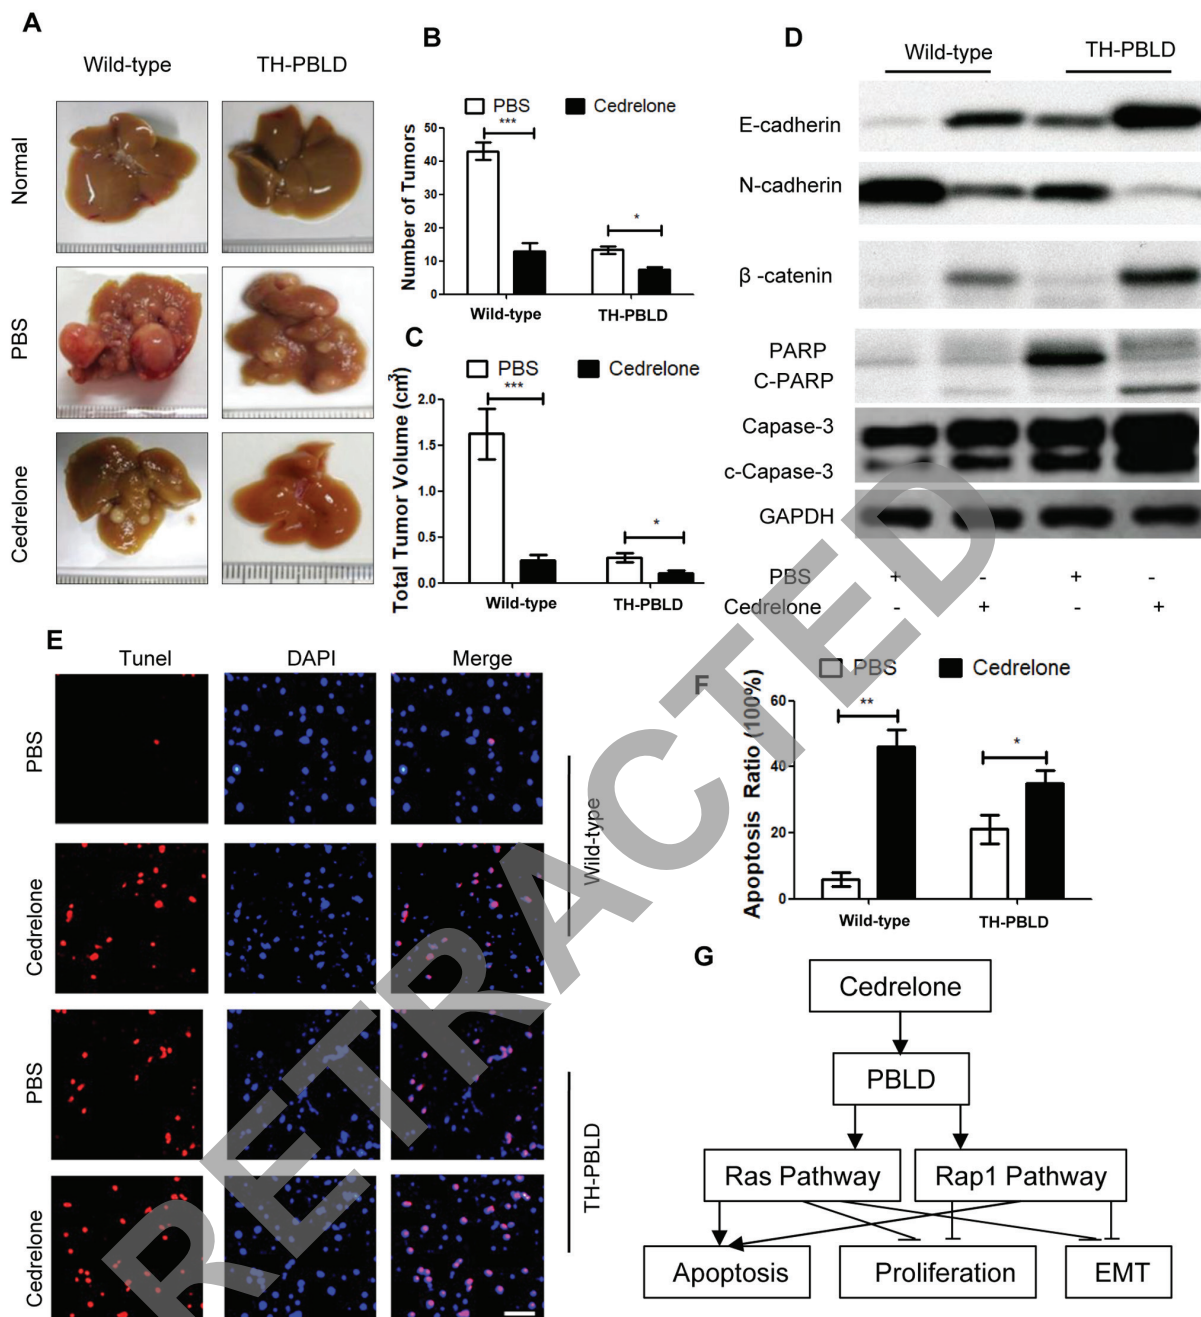 A
Wild-type TH-PBLD
Normal
PBS
Cedrelone
B
PBS Cedrelone
Number of Tumors
50
40
30
20
10
0
***
*
Wild-type TH-PBLD
C
PBS Cedrelone
Total Tumor Volume (cm³)
2.0
1.5
1.0
0.5
0.0
***
*
Wild-type TH-PBLD
D
Wild-type TH-PBLD
E-cadherin
N-cadherin
β -catenin
PARP
C-PARP
Capase-3
c-Capase-3
GAPDH
PBS + - + -
Cedrelone - + - +
E
Tunel DAPI Merge
PBS
Cedrelone
Wild-type
PBS
Cedrelone
TH-PBLD
F
PBS Cedrelone
Apoptosis Ratio (100%)
60
40
20
0
**
*
Wild-type TH-PBLD
G
Cedrelone
PBLD
Ras Pathway Rap1 Pathway
Apoptosis Proliferation EMT
RETRACTED